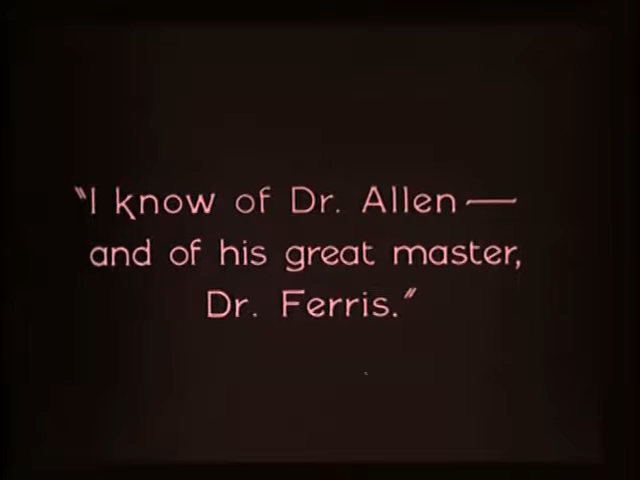 "I know of Dr. Allen—
and of his great master,
Dr. Ferris."